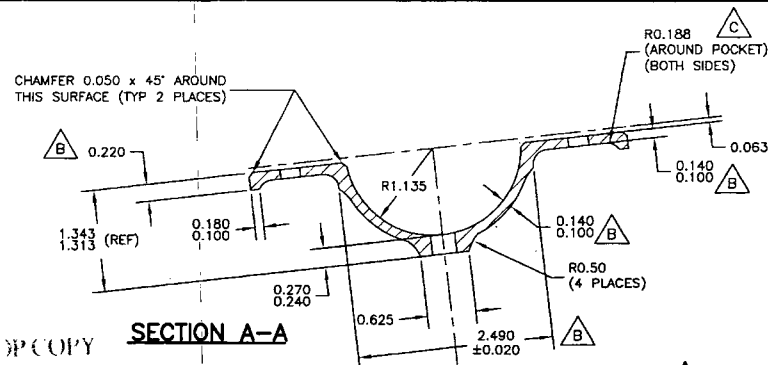 R0.188
(AROUND POCKET)
(BOTH SIDES)
C
CHAMFER 0.050 x 45° AROUND
THIS SURFACE (TYP 2 PLACES)
B 0.220
0.063
R1.135
0.140
0.100
B
0.180
0.100
0.140
0.100 B
1.343
1.313 (REF)
R0.50
(4 PLACES)
0.270
0.240
0.625
2.490
±0.020
B
COPY
SECTION A-A